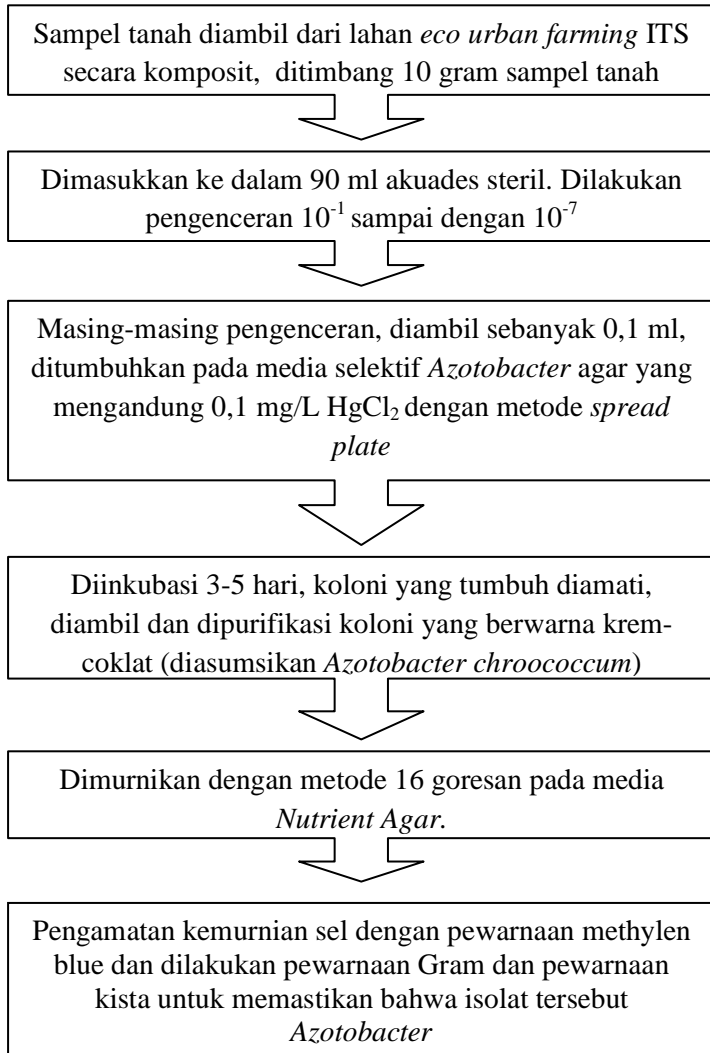 Sampel tanah diambil dari lahan eco urban farming ITS
secara komposit, ditimbang 10 gram sampel tanah
Dimasukkan ke dalam 90 ml akuades steril. Dilakukan
pengenceran 10⁻¹ sampai dengan 10⁻⁷
Masing-masing pengenceran, diambil sebanyak 0,1 ml,
ditumbuhkan pada media selektif Azotobacter agar yang
mengandung 0,1 mg/L HgCl₂ dengan metode spread
plate
Diinkubasi 3-5 hari, koloni yang tumbuh diamati,
diambil dan dipurifikasi koloni yang berwarna krem-
coklat (diasumsikan Azotobacter chroococcum)
Dimurnikan dengan metode 16 goresan pada media
Nutrient Agar.
Pengamatan kemurnian sel dengan pewarnaan methylen
blue dan dilakukan pewarnaan Gram dan pewarnaan
kista untuk memastikan bahwa isolat tersebut
Azotobacter